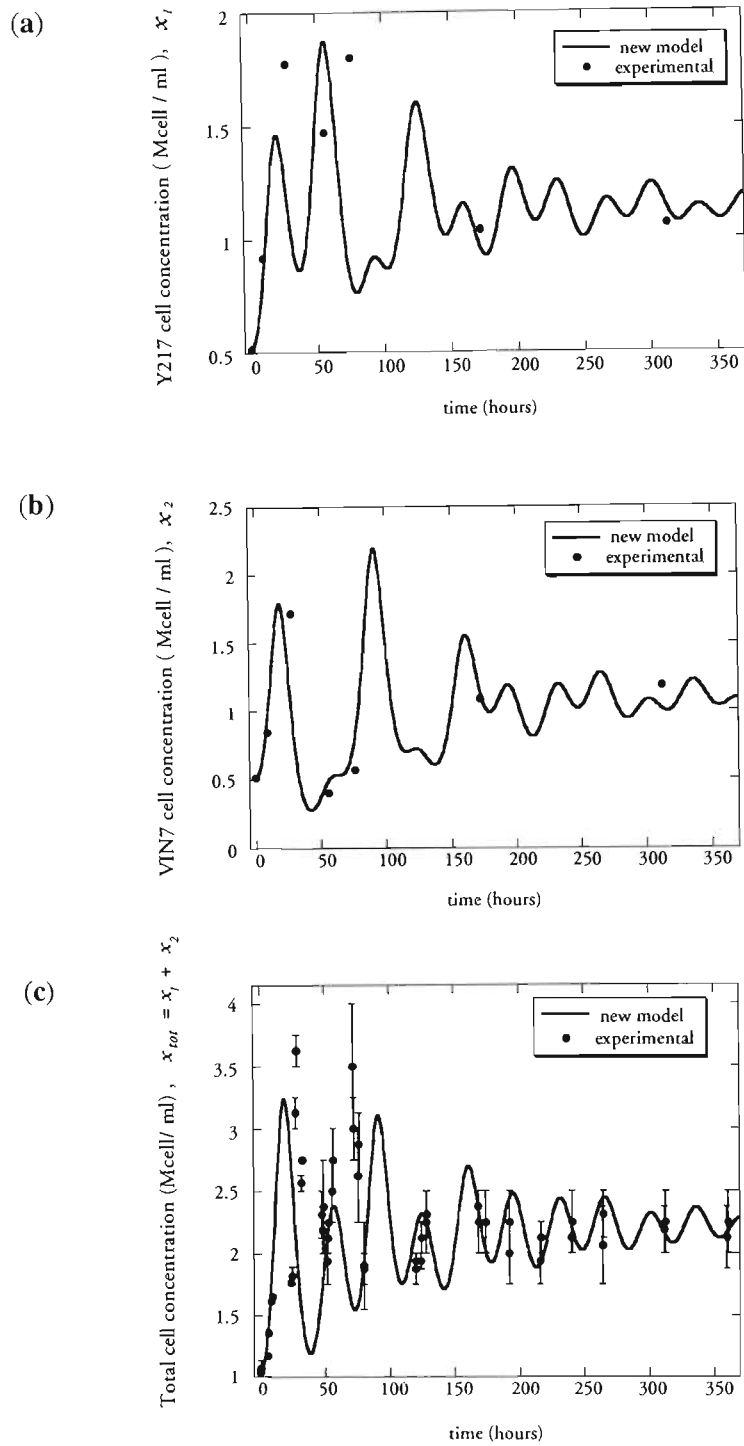 (a)
Y217 cell concentration ( Mcell / ml ), x1
2
1.5
1
0.5
new model
experimental
0 50 100 150 200 250 300 350
time (hours)
(b)
VIN7 cell concentration ( Mcell / ml ), x2
2.5
2
1.5
1
0.5
0
new model
experimental
0 50 100 150 200 250 300 350
time (hours)
(c)
Total cell concentration (Mcell/ ml) , xtot = x1 + x2
4
3.5
3
2.5
2
1.5
1
new model
experimental
0 50 100 150 200 250 300 350
time (hours)